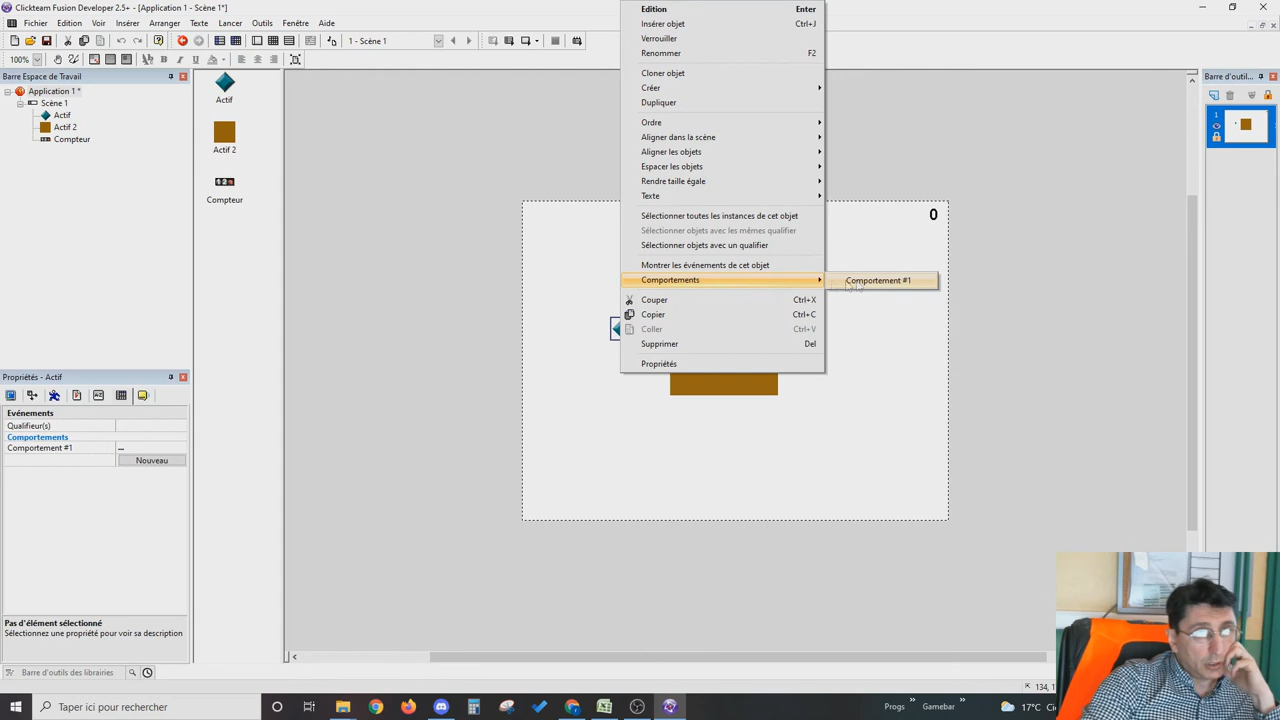 Clickteam Fusion Developer 2.5+ - [Application 1 - Scène 1*]
Fichier Edition Voir Insérer Arranger Texte Lancer Outils Fenêtre Aide
1 - Scène 1
100%
Barre Espace de Travail
Application 1 *
Scène 1
Actif
Actif 2
Compteur
Actif
Actif 2
Compteur
Edition Enter
Insérer objet Ctrl+J
Verrouiller
Renommer F2
Cloner objet
Créer
Dupliquer
Ordre
Aligner dans la scène
Aligner les objets
Espacer les objets
Rendre taille égale
Texte
Sélectionner toutes les instances de cet objet
Sélectionner objets avec les mêmes qualifier
Sélectionner objets avec un qualifier
Montrer les événements de cet objet
Comportements
Comportement #1
Couper Ctrl+X
Copier Ctrl+C
Coller Ctrl+V
Supprimer Del
Propriétés
0
Barre d'outils
1
Propriétés - Actif
Evénements
Qualifier(s)
Comportements
Comportement #1 ...
Nouveau
Pas d'élément sélectionné
Sélectionnez une propriété pour voir sa description
Barre d'outils des librairies
134, 1
Taper ici pour rechercher
Progs » Gamebar »
17°C